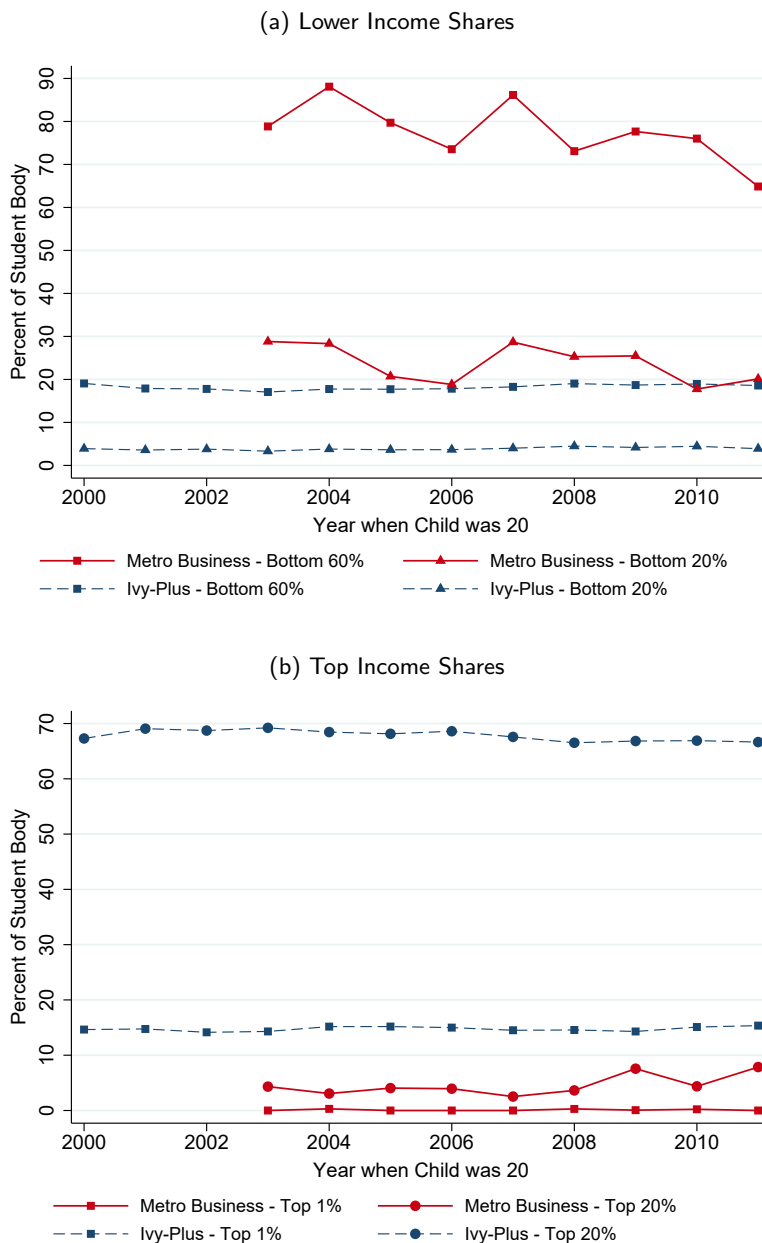 (a) Lower Income Shares
Percent of Student Body
90
80
70
60
50
40
30
20
10
0
2000 2002 2004 2006 2008 2010
Year when Child was 20
Metro Business - Bottom 60% Metro Business - Bottom 20%
Ivy-Plus - Bottom 60% Ivy-Plus - Bottom 20%
(b) Top Income Shares
Percent of Student Body
70
60
50
40
30
20
10
0
2000 2002 2004 2006 2008 2010
Year when Child was 20
Metro Business - Top 1% Metro Business - Top 20%
Ivy-Plus - Top 1% Ivy-Plus - Top 20%